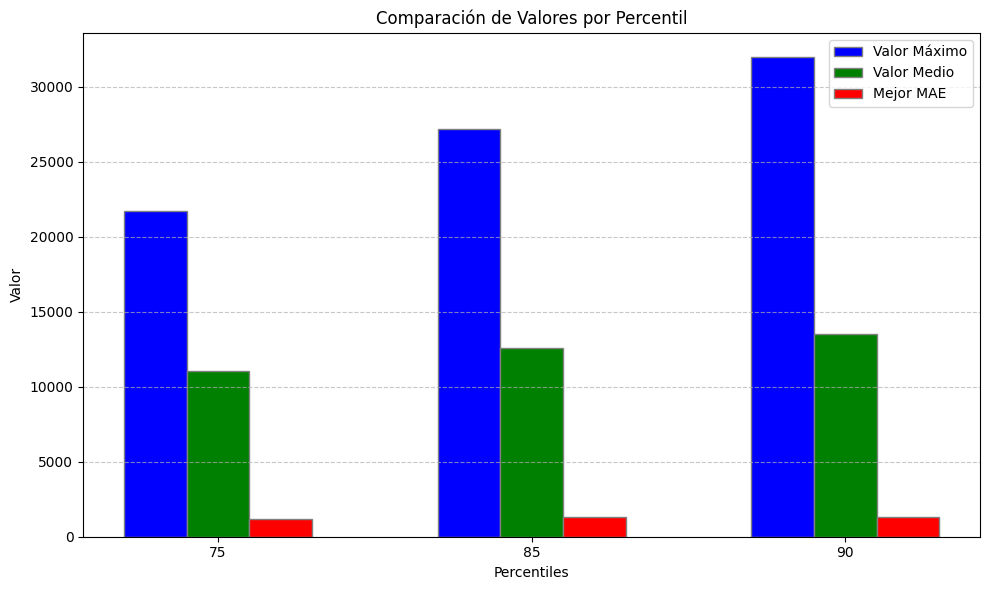 Comparación de Valores por Percentil
Valor Máximo
Valor Medio
Mejor MAE
Valor
30000
25000
20000
15000
10000
5000
0
75
85
90
Percentiles